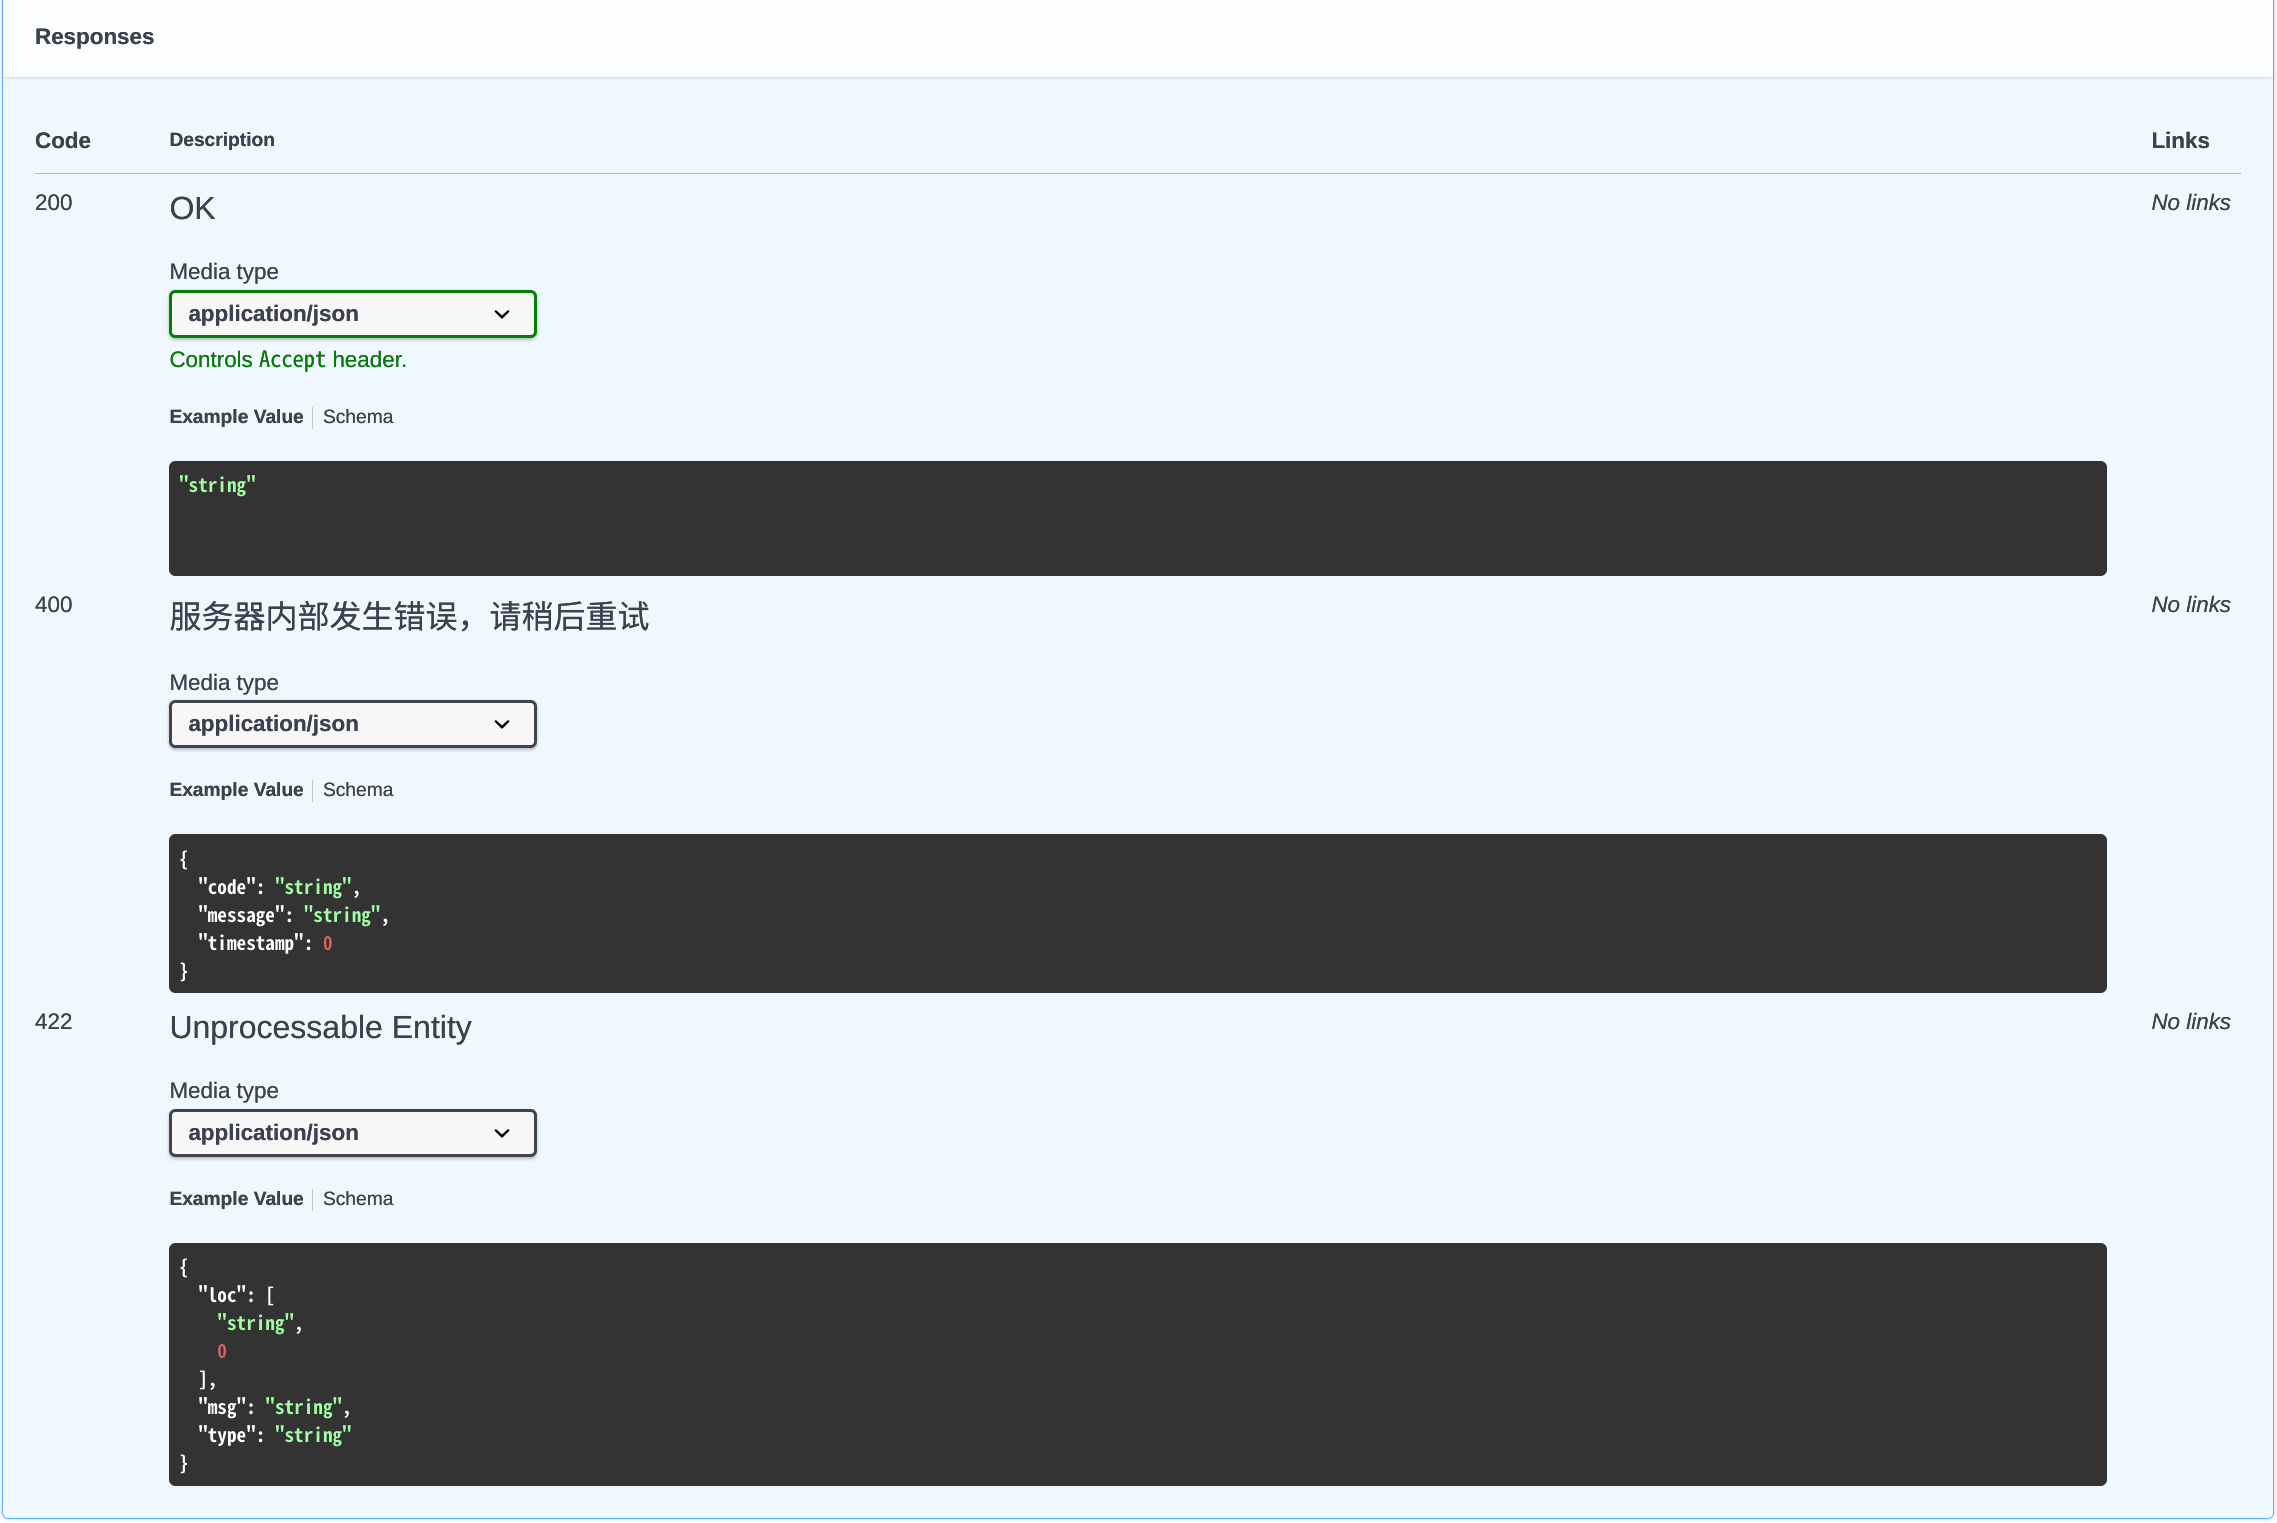 Responses
Code Description Links
200 OK No links
Media type
application/json
Controls Accept header.
Example Value Schema
"string"
400 服务器内部发生错误，请稍后重试 No links
Media type
application/json
Example Value Schema
{
  "code": "string",
  "message": "string",
  "timestamp": 0
}
422 Unprocessable Entity No links
Media type
application/json
Example Value Schema
{
  "loc": [
    "string",
    0
  ],
  "msg": "string",
  "type": "string"
}